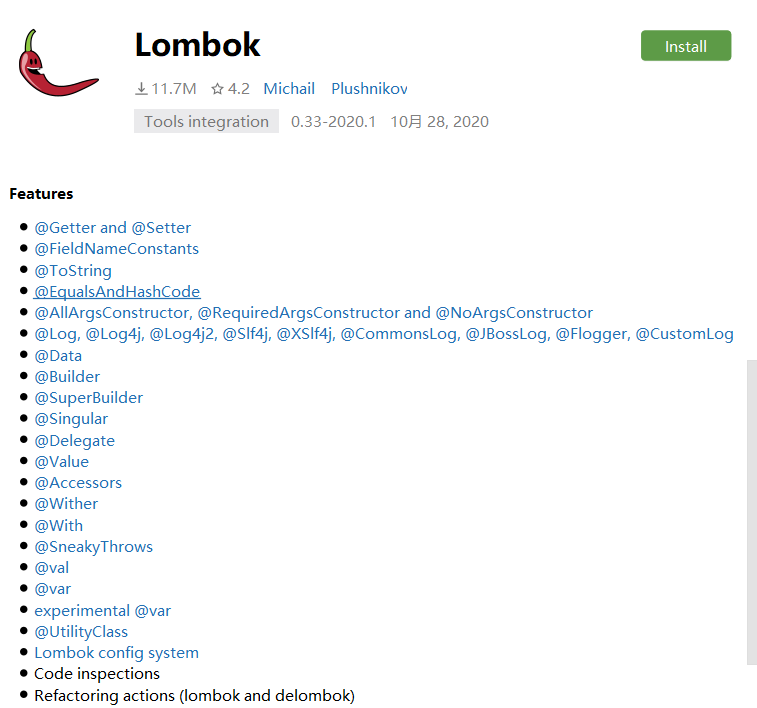 Lombok
Install
11.7M 4.2 Michail Plushnikov
Tools integration 0.33-2020.1 10月 28, 2020
Features
@Getter and @Setter
@FieldNameConstants
@ToString
@EqualsAndHashCode
@AllArgsConstructor, @RequiredArgsConstructor and @NoArgsConstructor
@Log, @Log4j, @Log4j2, @Slf4j, @XSlf4j, @CommonsLog, @JBossLog, @Flogger, @CustomLog
@Data
@Builder
@SuperBuilder
@Singular
@Delegate
@Value
@Accessors
@Wither
@With
@SneakyThrows
@val
@var
experimental @var
@UtilityClass
Lombok config system
Code inspections
Refactoring actions (lombok and delombok)